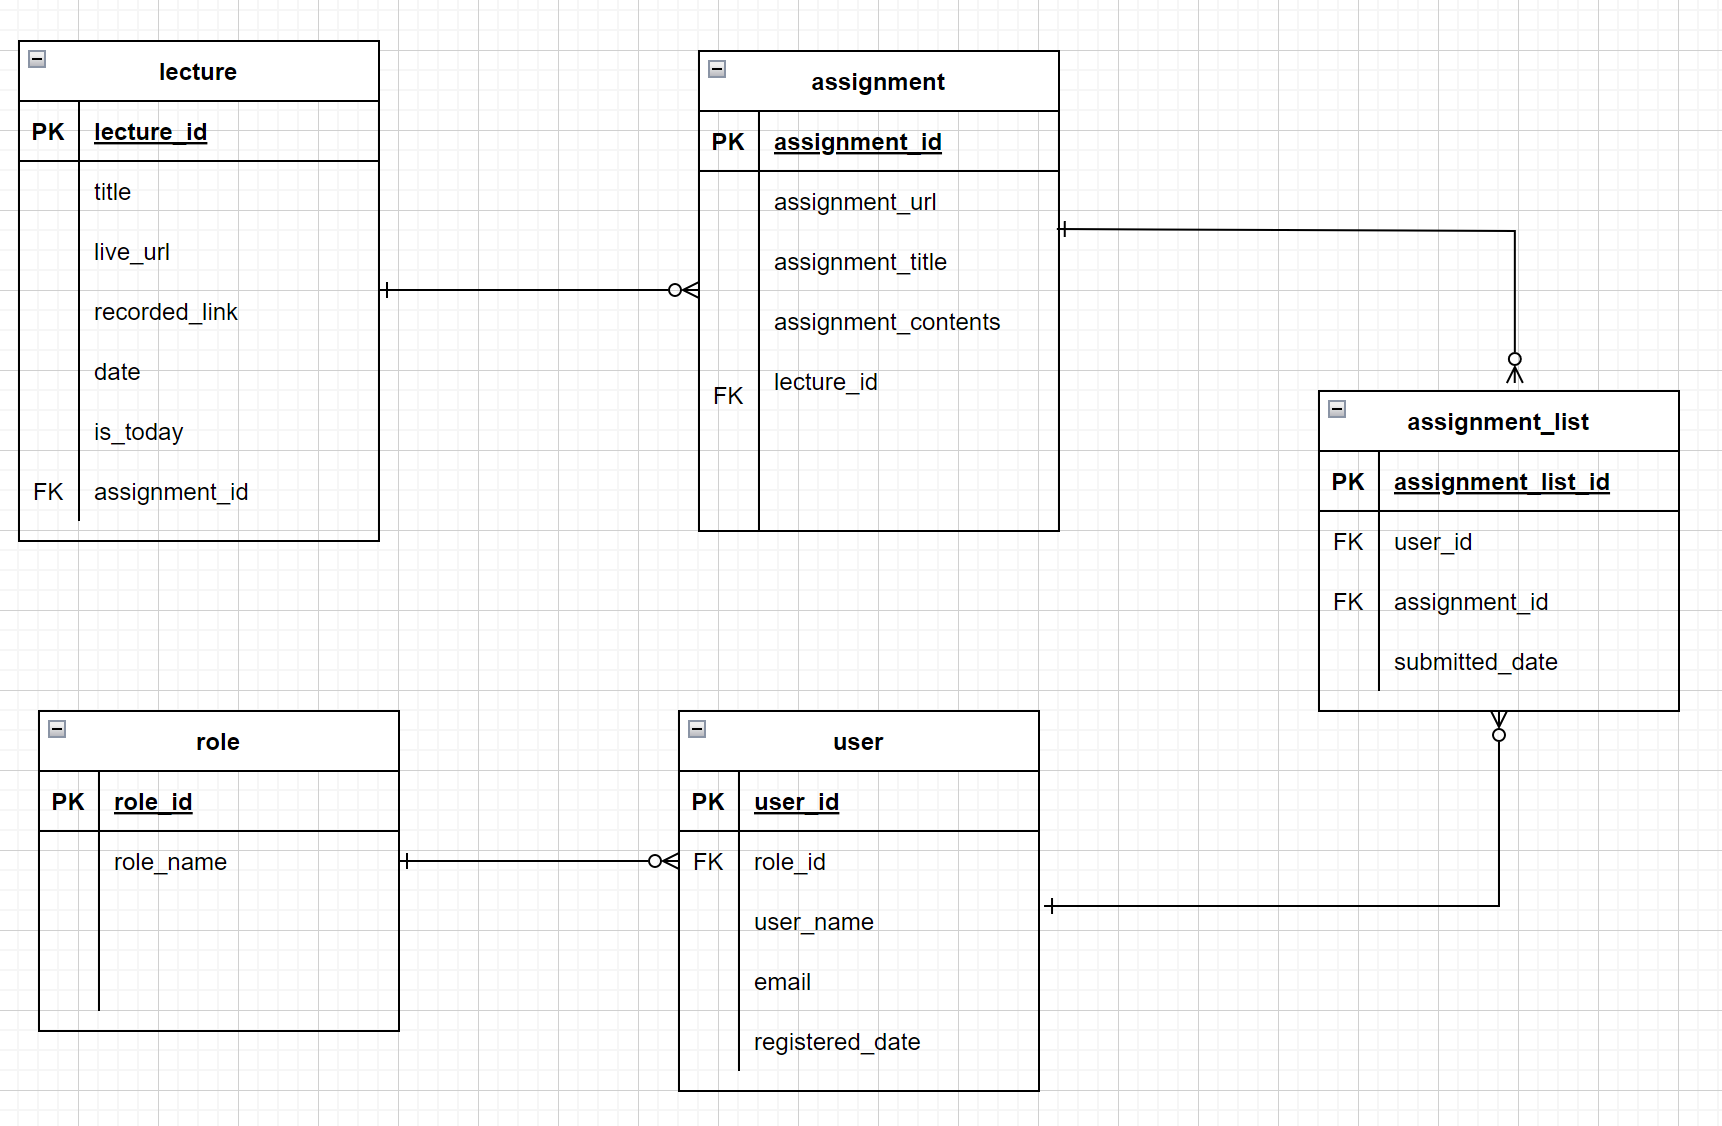 lecture
PK lecture_id
title
live_url
recorded_link
date
is_today
FK assignment_id
assignment
PK assignment_id
assignment_url
assignment_title
assignment_contents
FK lecture_id
assignment_list
PK assignment_list_id
FK user_id
FK assignment_id
submitted_date
role
PK role_id
role_name
user
PK user_id
FK role_id
user_name
email
registered_date